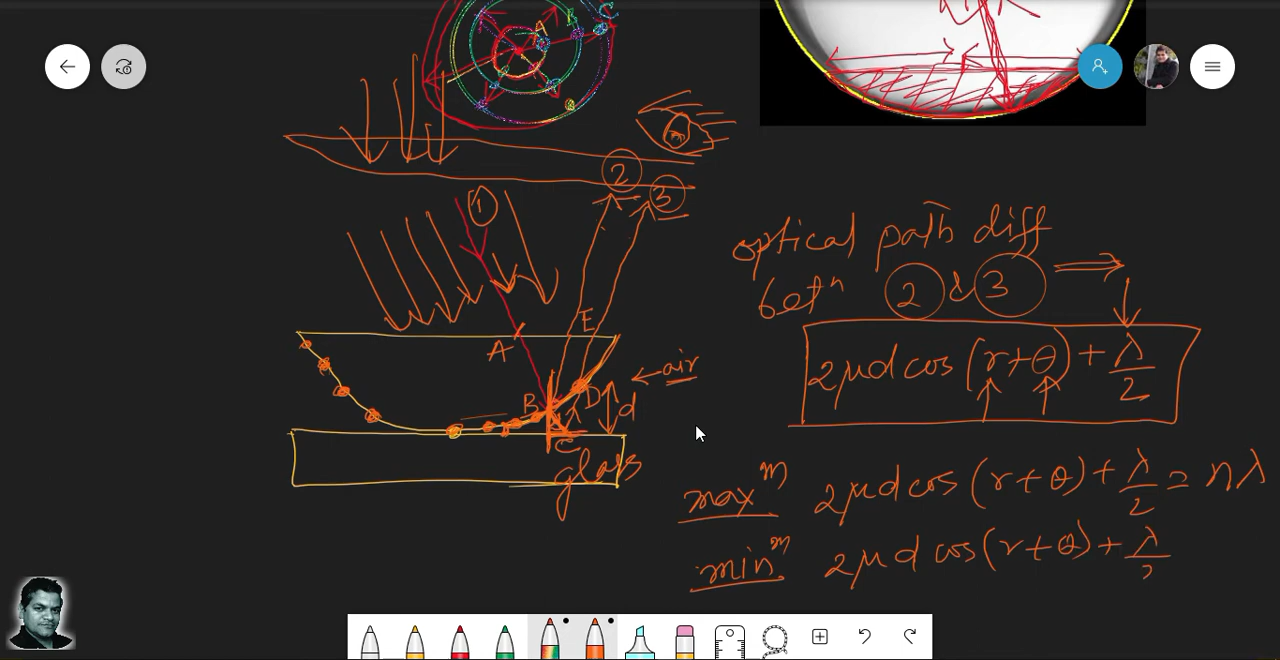 A
B
C
2
3
1
optical path diff
betⁿ 2 & 3 ⇒
A
E
2μd cos (r+θ) + λ/2
← air
B D d
C
glass
maxᵐ 2μd cos (r+θ) + λ/2 = nλ
minᵐ 2μd cos (r+θ) + λ/2